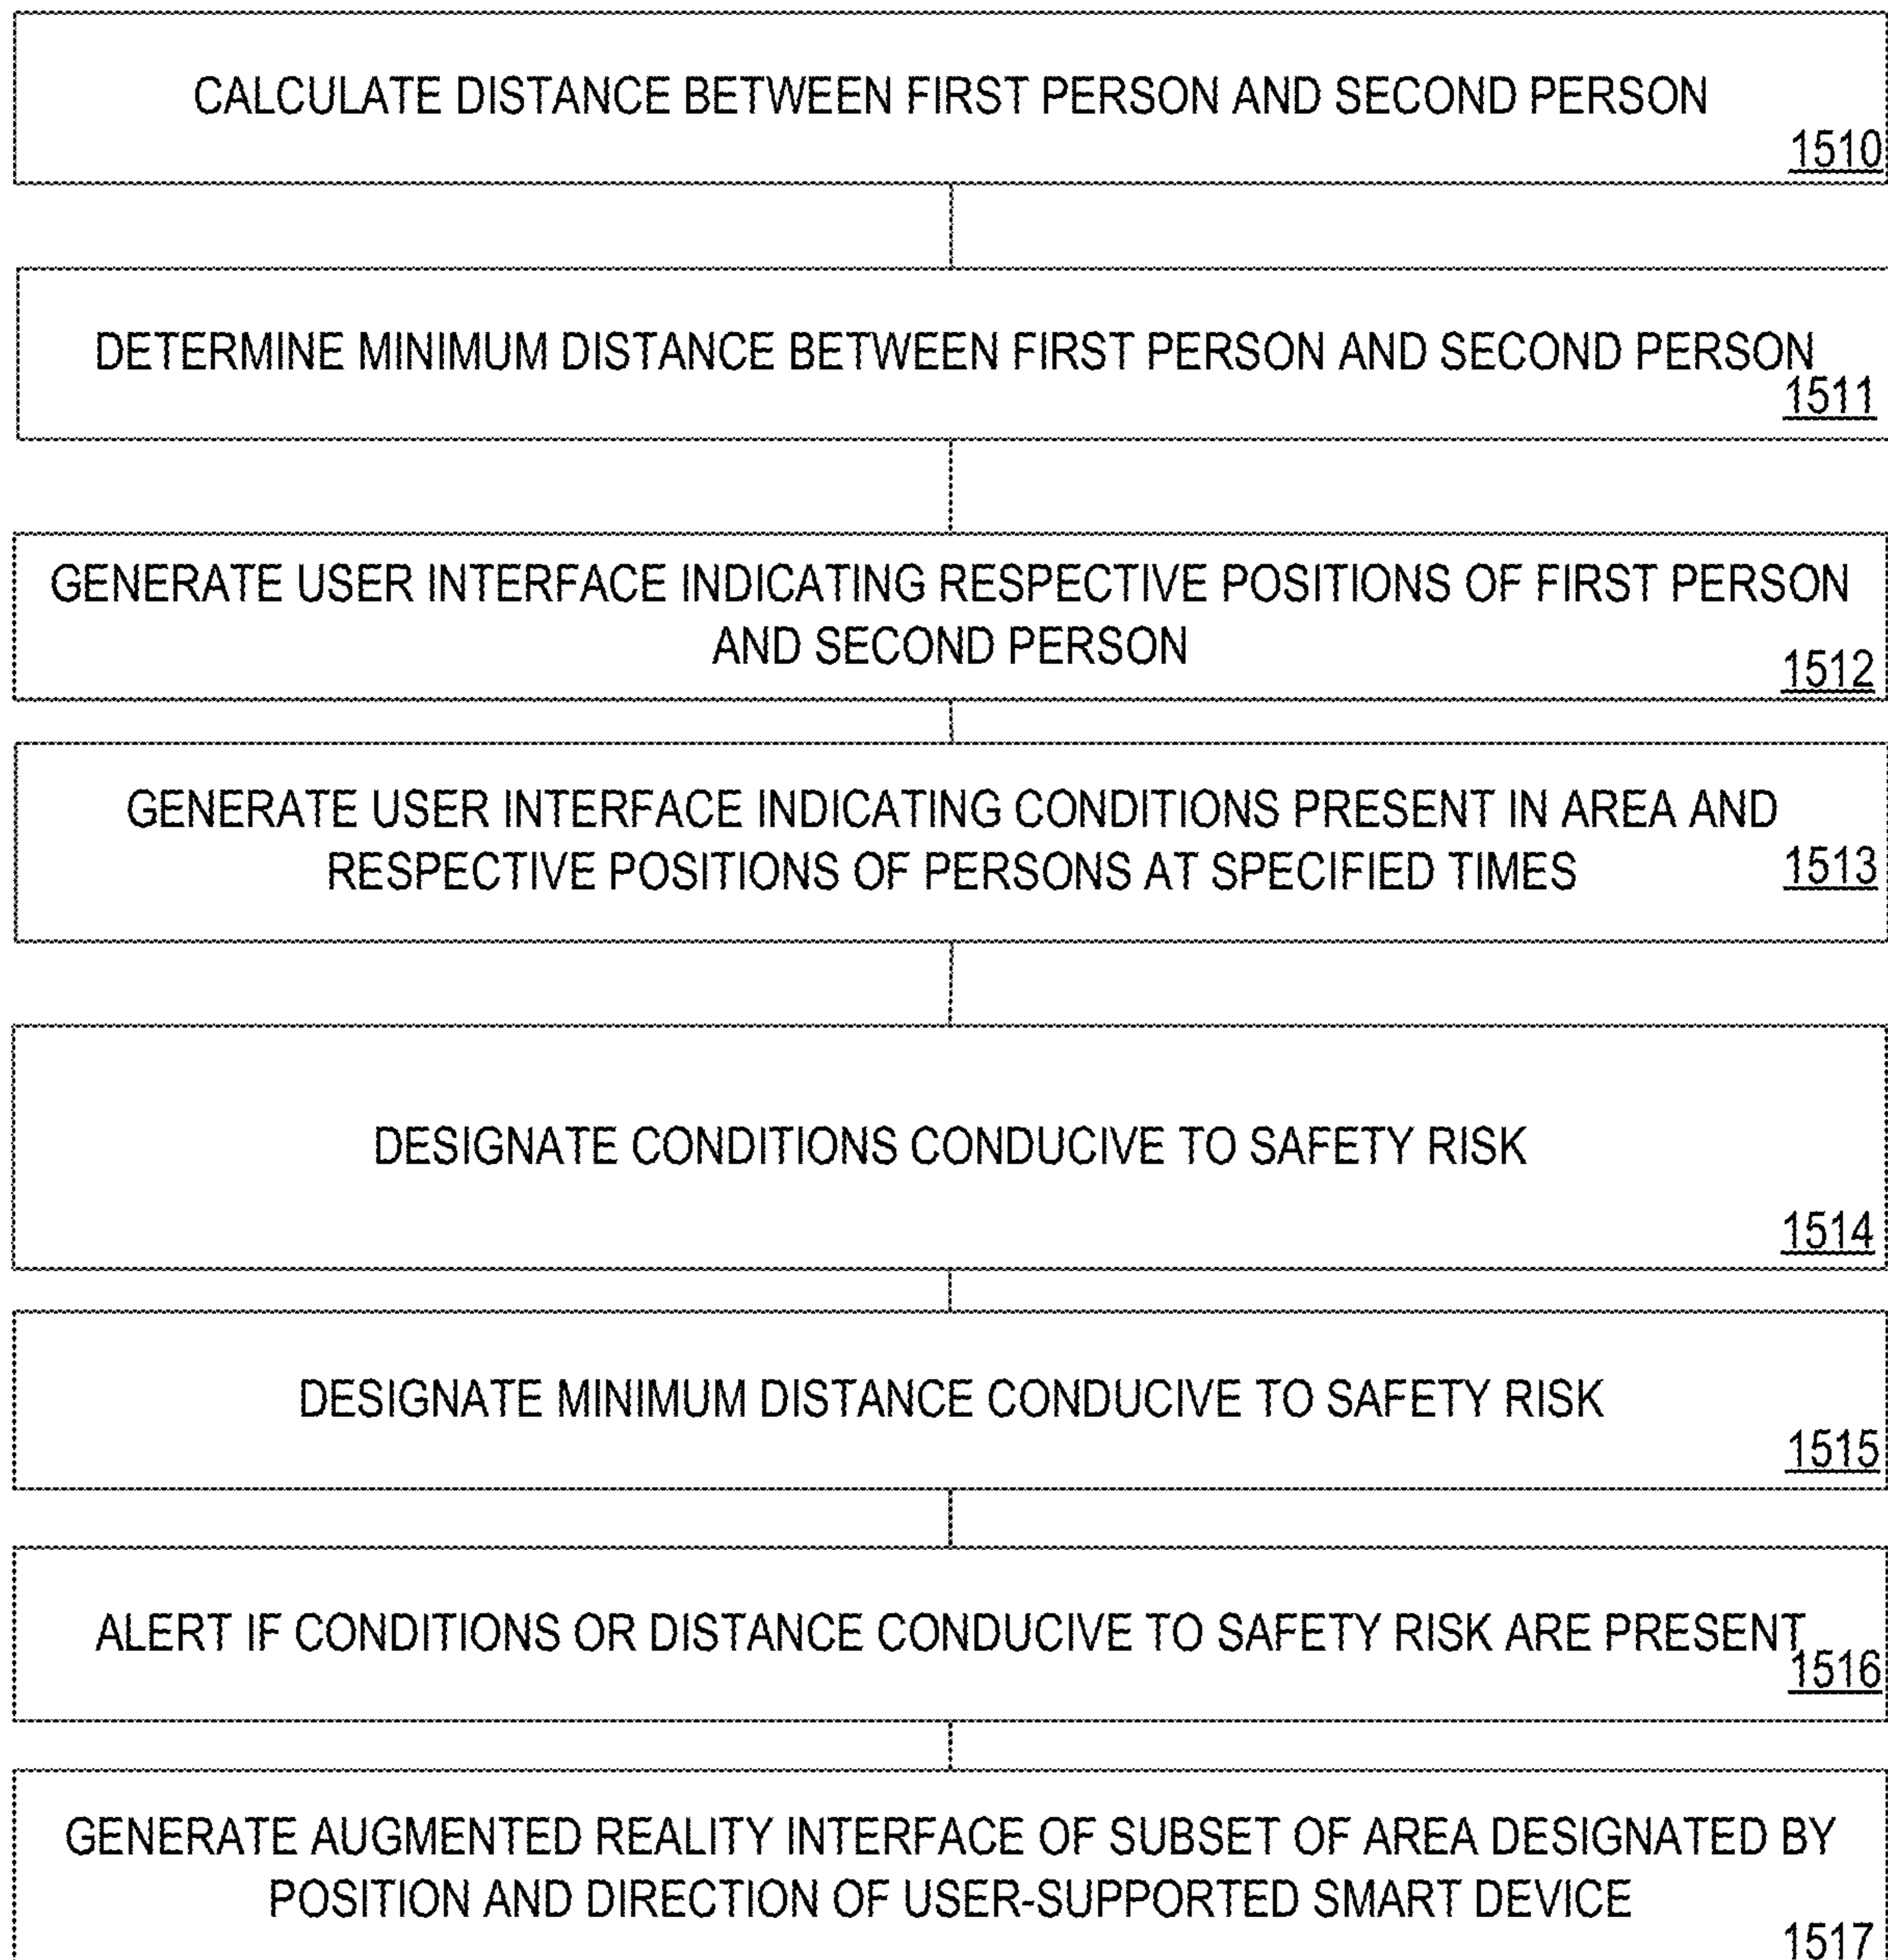 CALCULATE DISTANCE BETWEEN FIRST PERSON AND SECOND PERSON
1510
DETERMINE MINIMUM DISTANCE BETWEEN FIRST PERSON AND SECOND PERSON
1511
GENERATE USER INTERFACE INDICATING RESPECTIVE POSITIONS OF FIRST PERSON
AND SECOND PERSON
1512
GENERATE USER INTERFACE INDICATING CONDITIONS PRESENT IN AREA AND
RESPECTIVE POSITIONS OF PERSONS AT SPECIFIED TIMES
1513
DESIGNATE CONDITIONS CONDUCIVE TO SAFETY RISK
1514
DESIGNATE MINIMUM DISTANCE CONDUCIVE TO SAFETY RISK
1515
ALERT IF CONDITIONS OR DISTANCE CONDUCIVE TO SAFETY RISK ARE PRESENT
1516
GENERATE AUGMENTED REALITY INTERFACE OF SUBSET OF AREA DESIGNATED BY
POSITION AND DIRECTION OF USER-SUPPORTED SMART DEVICE
1517